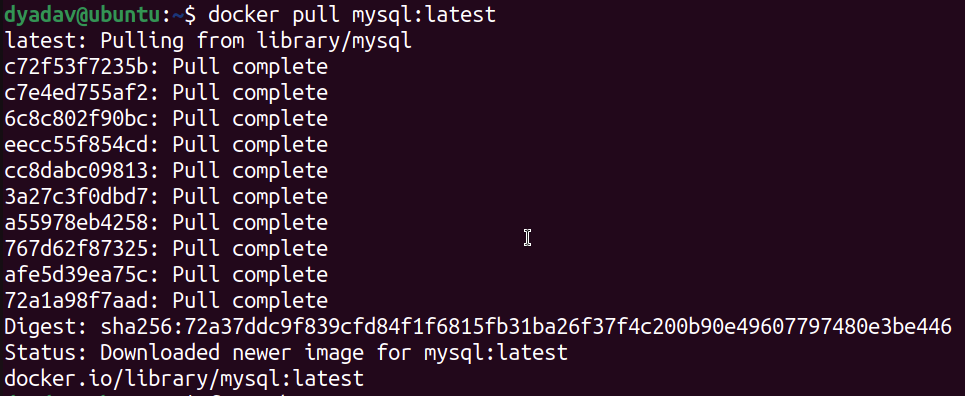 dyadav@ubuntu:~$ docker pull mysql:latest
latest: Pulling from library/mysql
c72f53f7235b: Pull complete
c7e4ed755af2: Pull complete
6c8c802f90bc: Pull complete
eecc55f854cd: Pull complete
cc8dabc09813: Pull complete
3a27c3f0dbd7: Pull complete
a55978eb4258: Pull complete
767d62f87325: Pull complete
afe5d39ea75c: Pull complete
72a1a98f7aad: Pull complete
Digest: sha256:72a37ddc9f839cfd84f1f6815fb31ba26f37f4c200b90e49607797480e3be446
Status: Downloaded newer image for mysql:latest
docker.io/library/mysql:latest